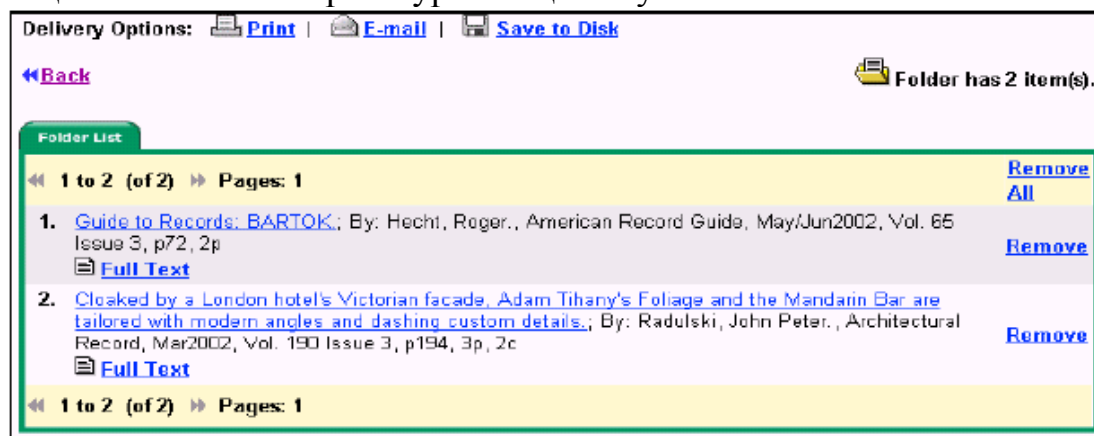 Delivery Options: Print | E-mail | Save to Disk
Back
Folder has 2 item(s).
Folder List
1 to 2 (of 2) Pages: 1
Remove All
1. Guide to Records: BARTOK.; By: Hecht, Roger., American Record Guide, May/Jun2002, Vol. 65
Issue 3, p72, 2p
Remove
Full Text
2. Cloaked by a London hotel's Victorian facade, Adam Tihany's Foliage and the Mandarin Bar are
tailored with modern angles and dashing custom details.; By: Radulski, John Peter., Architectural
Record, Mar2002, Vol. 190 Issue 3, p194, 3p, 2c
Remove
Full Text
1 to 2 (of 2) Pages: 1